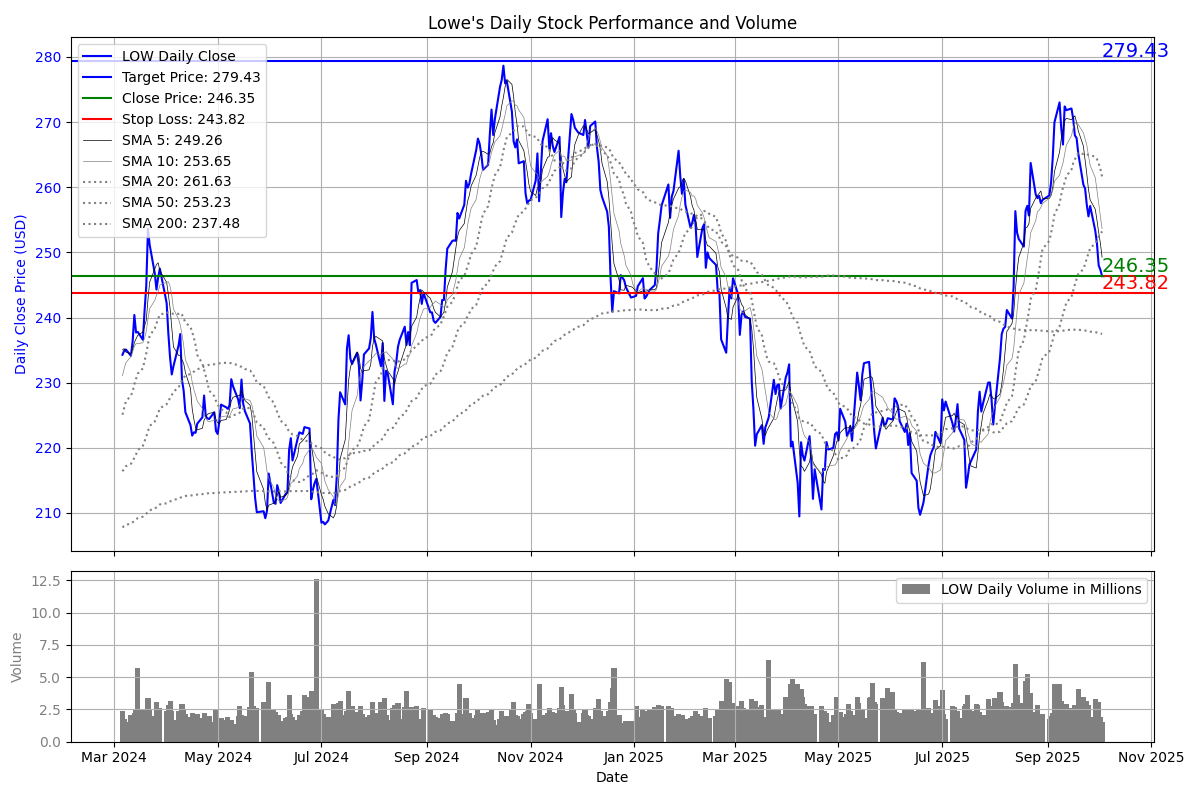 Lowe's Daily Stock Performance and Volume
LOW Daily Close
Target Price: 279.43
Close Price: 246.35
Stop Loss: 243.82
SMA 5: 249.26
SMA 10: 253.65
SMA 20: 261.63
SMA 50: 253.23
SMA 200: 237.48
279.43
246.35
243.82
Daily Close Price (USD)
280
270
260
250
240
230
220
210
LOW Daily Volume in Millions
Volume
12.5
10.0
7.5
5.0
2.5
0.0
Mar 2024 May 2024 Jul 2024 Sep 2024 Nov 2024 Jan 2025 Mar 2025 May 2025 Jul 2025 Sep 2025 Nov 2025
Date